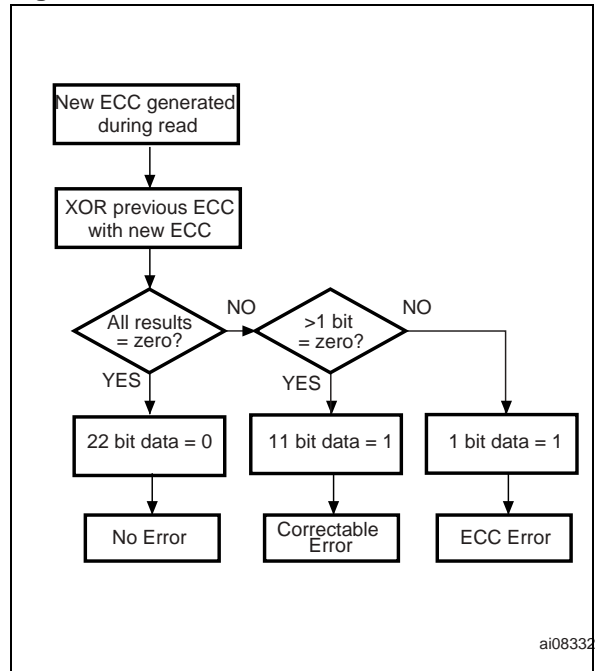 New ECC generated
during read
XOR previous ECC
with new ECC
All results
= zero?
NO
>1 bit
= zero?
NO
YES
YES
22 bit data = 0
11 bit data = 1
1 bit data = 1
No Error
Correctable
Error
ECC Error
ai08332